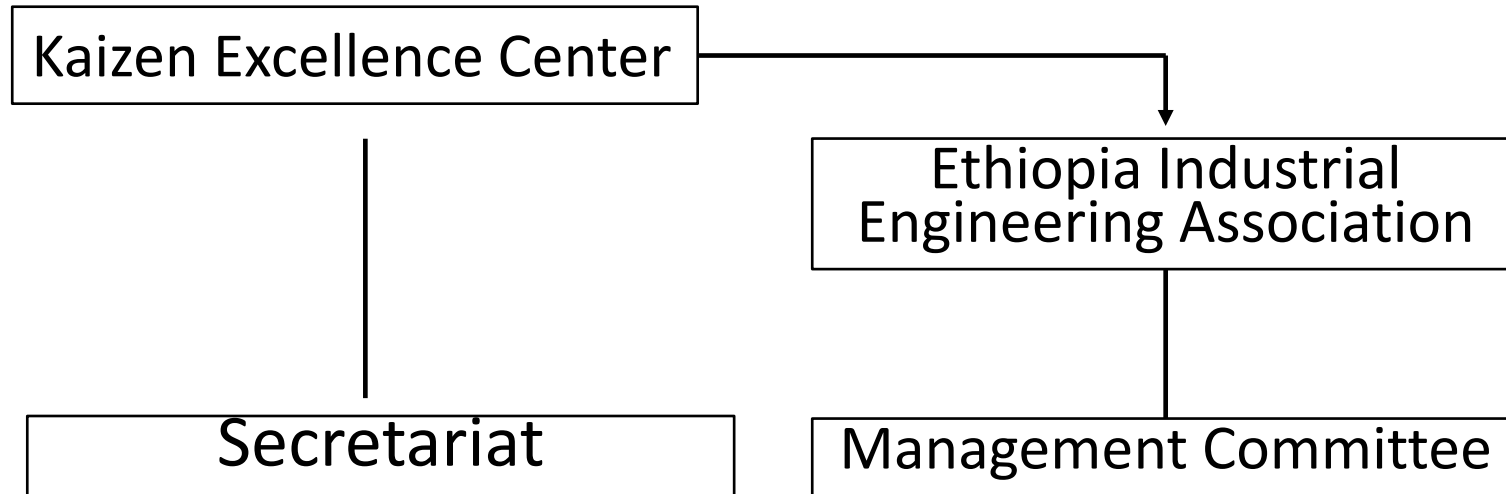 Kaizen Excellence Center
Ethiopia Industrial
Engineering Association
Secretariat
Management Committee